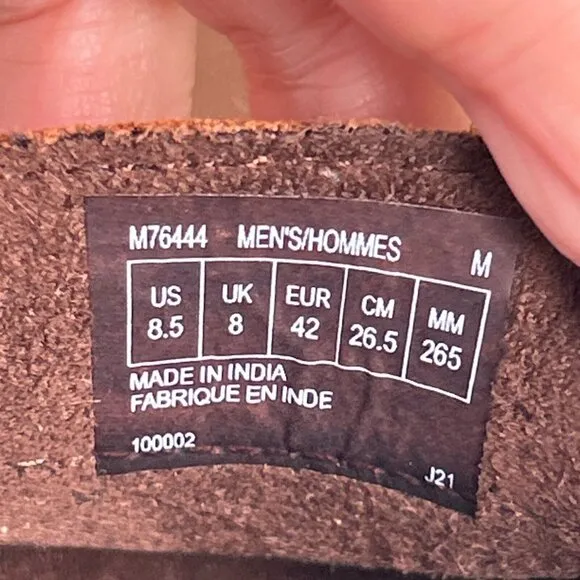 M76444 MEN'S/HOMMES M
US UK EUR CM MM
8.5 8 42 26.5 265
MADE IN INDIA
FABRIQUE EN INDE
100002 J21